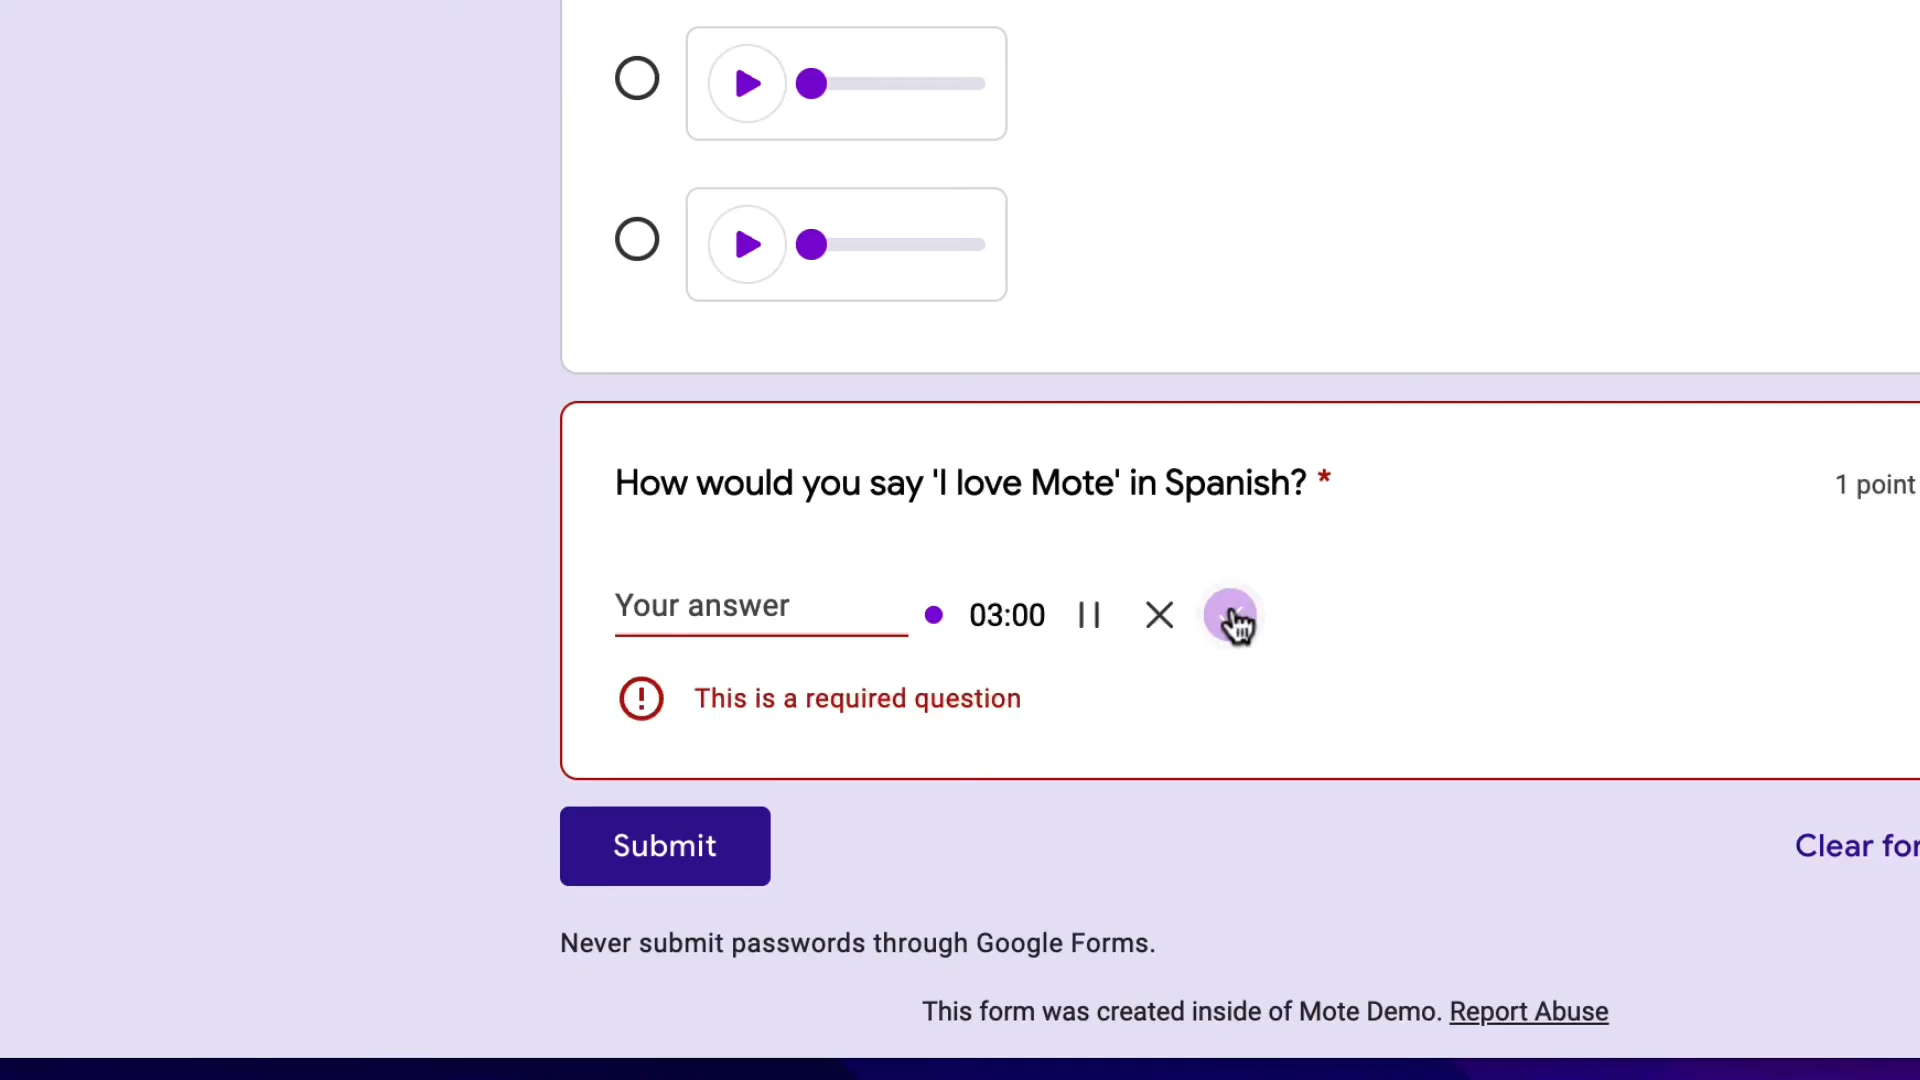 How would you say 'I love Mote' in Spanish? *
1 point
Your answer
03:00
This is a required question
Submit
Clear for
Never submit passwords through Google Forms.
This form was created inside of Mote Demo. Report Abuse